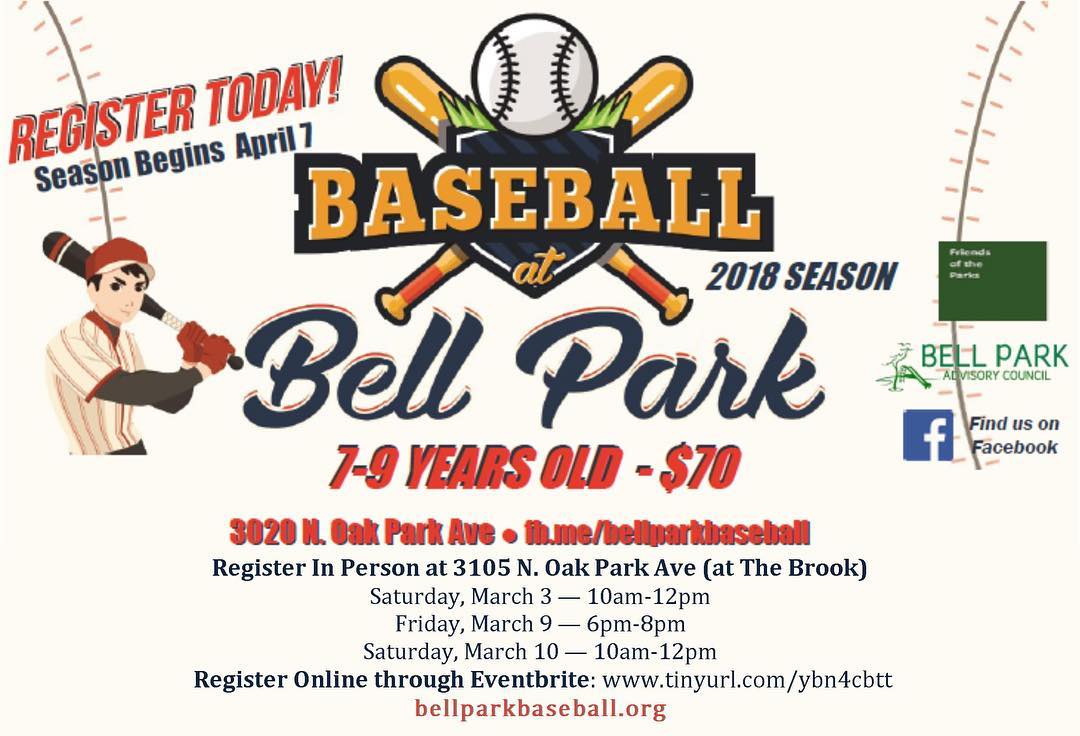 REGISTER TODAY!
Season Begins April 7
BASEBALL
at
2018 SEASON
Bell Park
Friends
of the
Parks
BELL PARK
ADVISORY COUNCIL
f
Find us on
Facebook
7-9 YEARS OLD - $70
3020 N. Oak Park Ave ● fb.me/bellparkbaseball
Register In Person at 3105 N. Oak Park Ave (at The Brook)
Saturday, March 3 — 10am-12pm
Friday, March 9 — 6pm-8pm
Saturday, March 10 — 10am-12pm
Register Online through Eventbrite: www.tinyurl.com/ybn4cbtt
bellparkbaseball.org